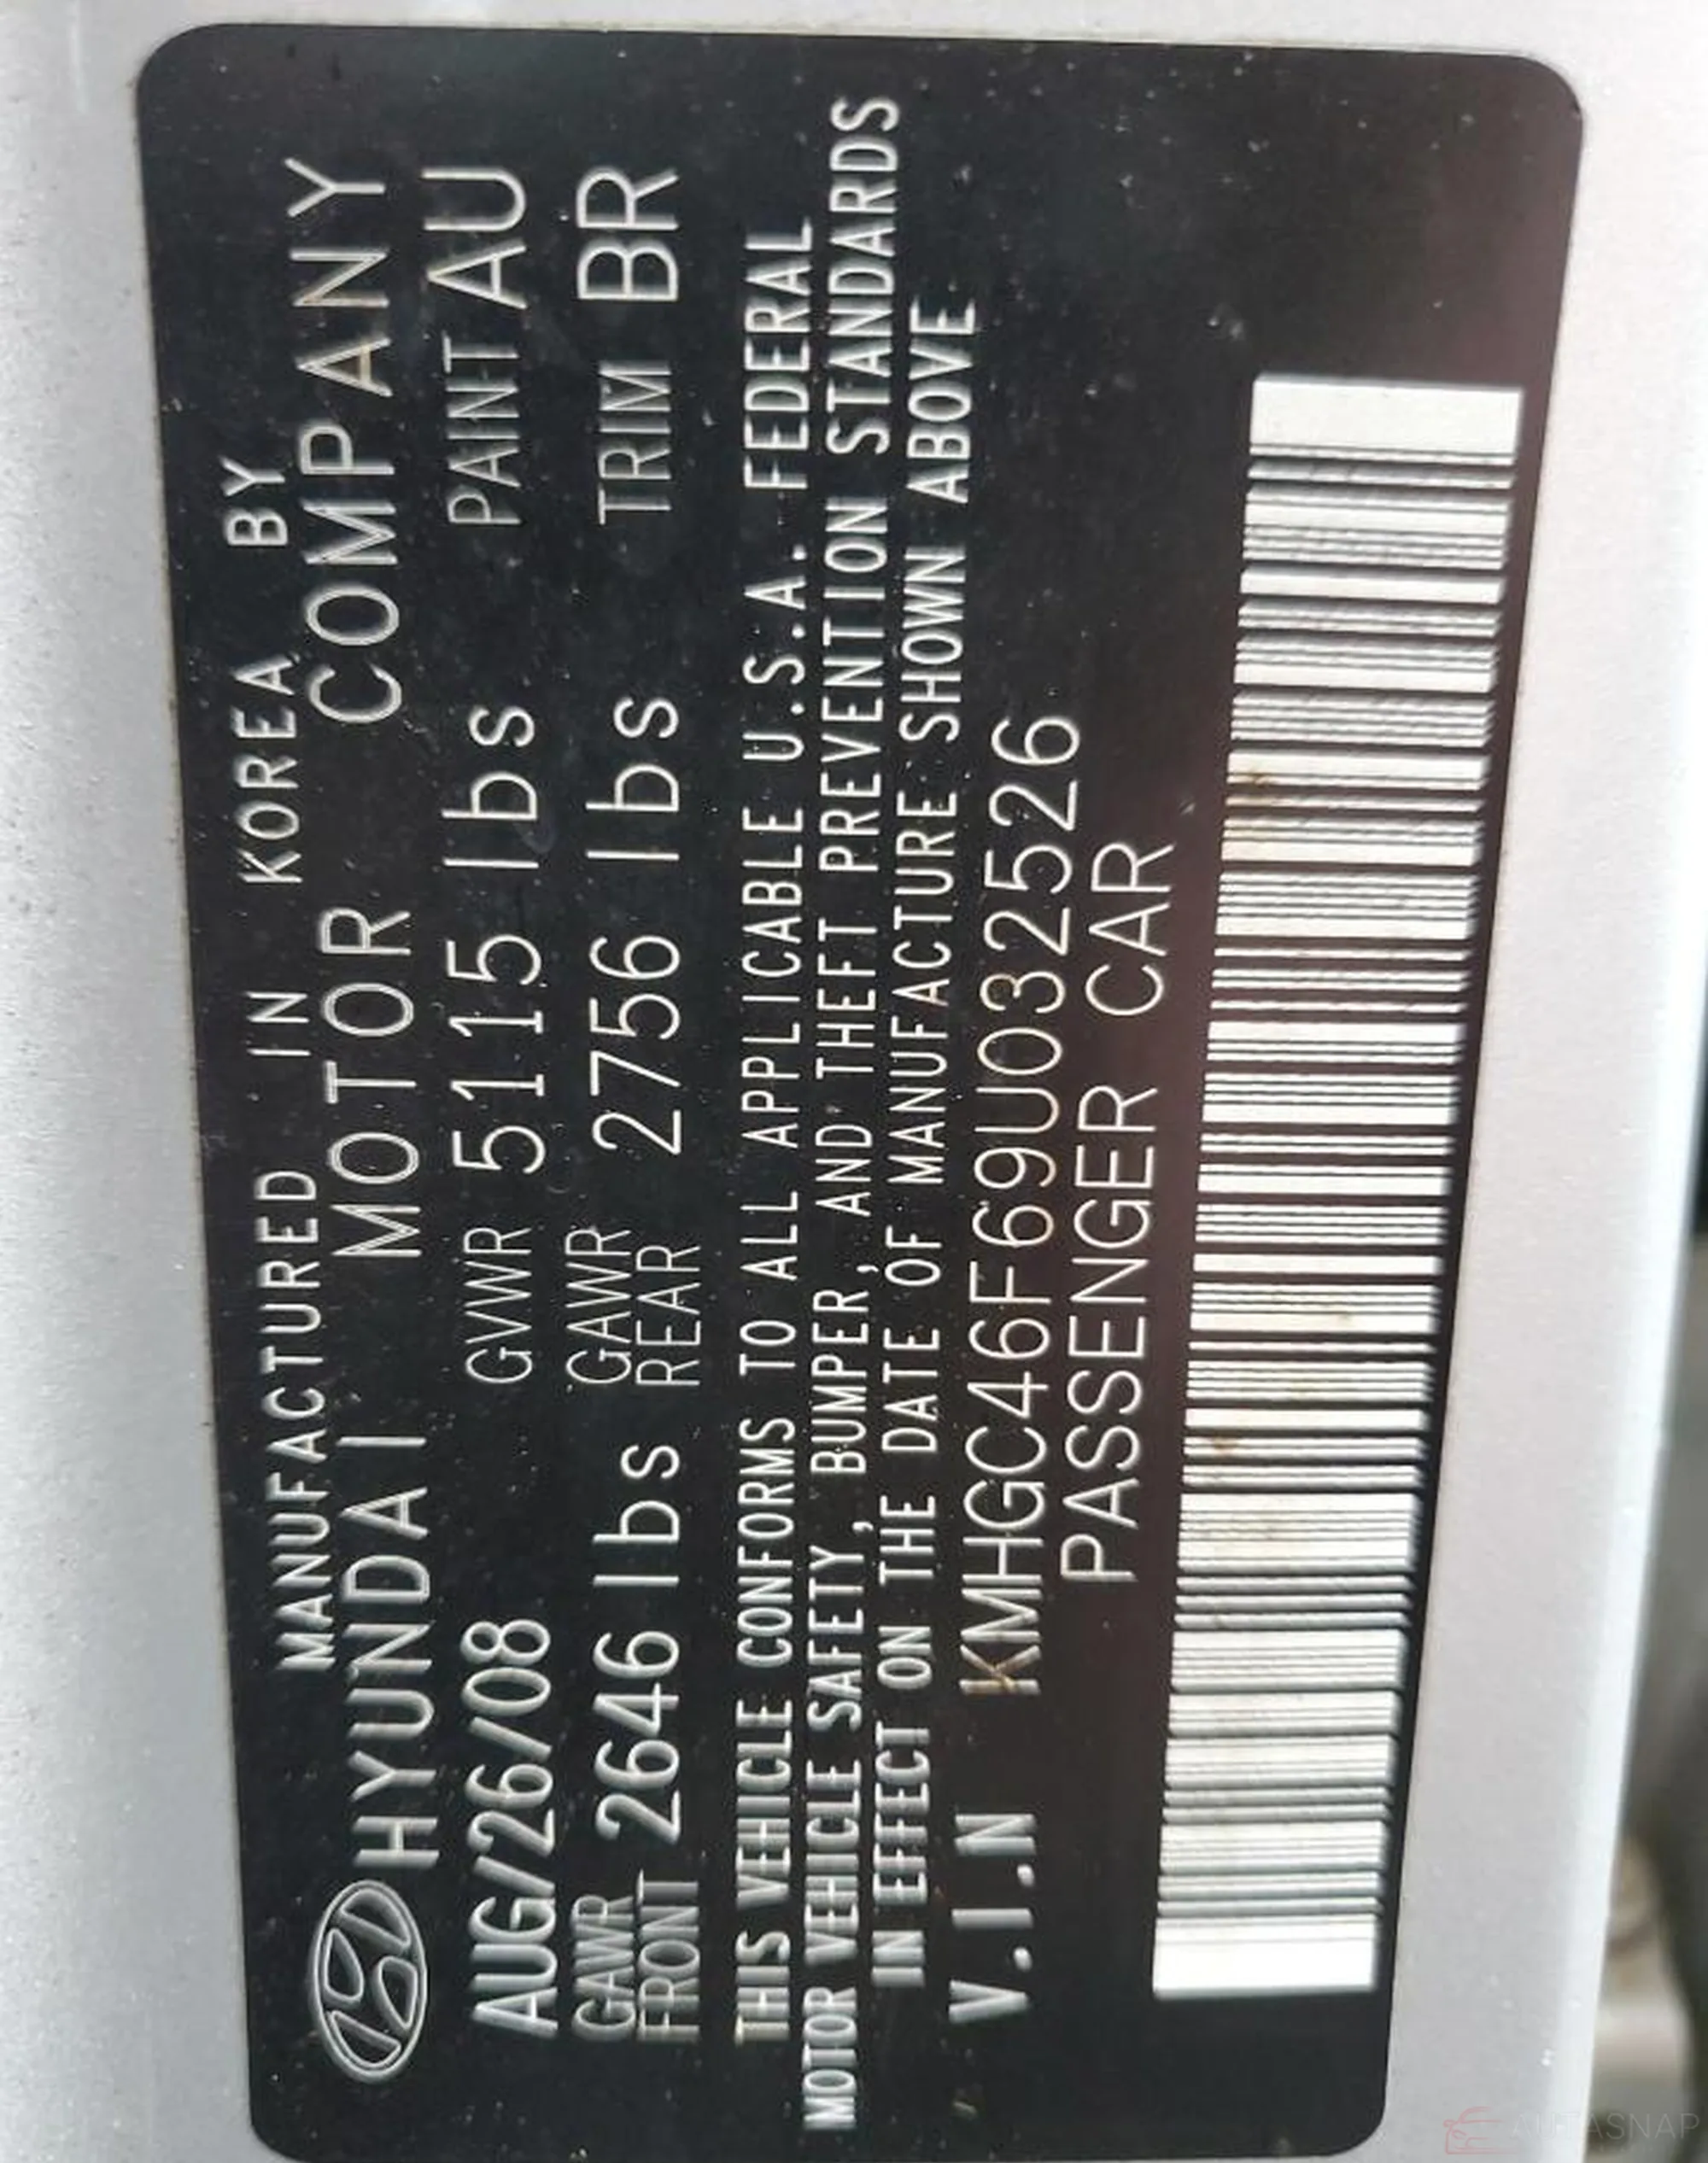 MANUFACTURED IN KOREA BY
HYUNDAI MOTOR COMPANY
AUG/26/08 GVWR 5115 lbs PAINT AU
GAWR FRONT 2646 lbs GAWR REAR 2756 lbs TRIM BR
THIS VEHICLE CONFORMS TO ALL APPLICABLE U.S.A. FEDERAL
MOTOR VEHICLE SAFETY, BUMPER, AND THEFT PREVENTION STANDARDS
IN EFFECT ON THE DATE OF MANUFACTURE SHOWN ABOVE
V.I.N KMHGC46F69U032526
PASSENGER CAR